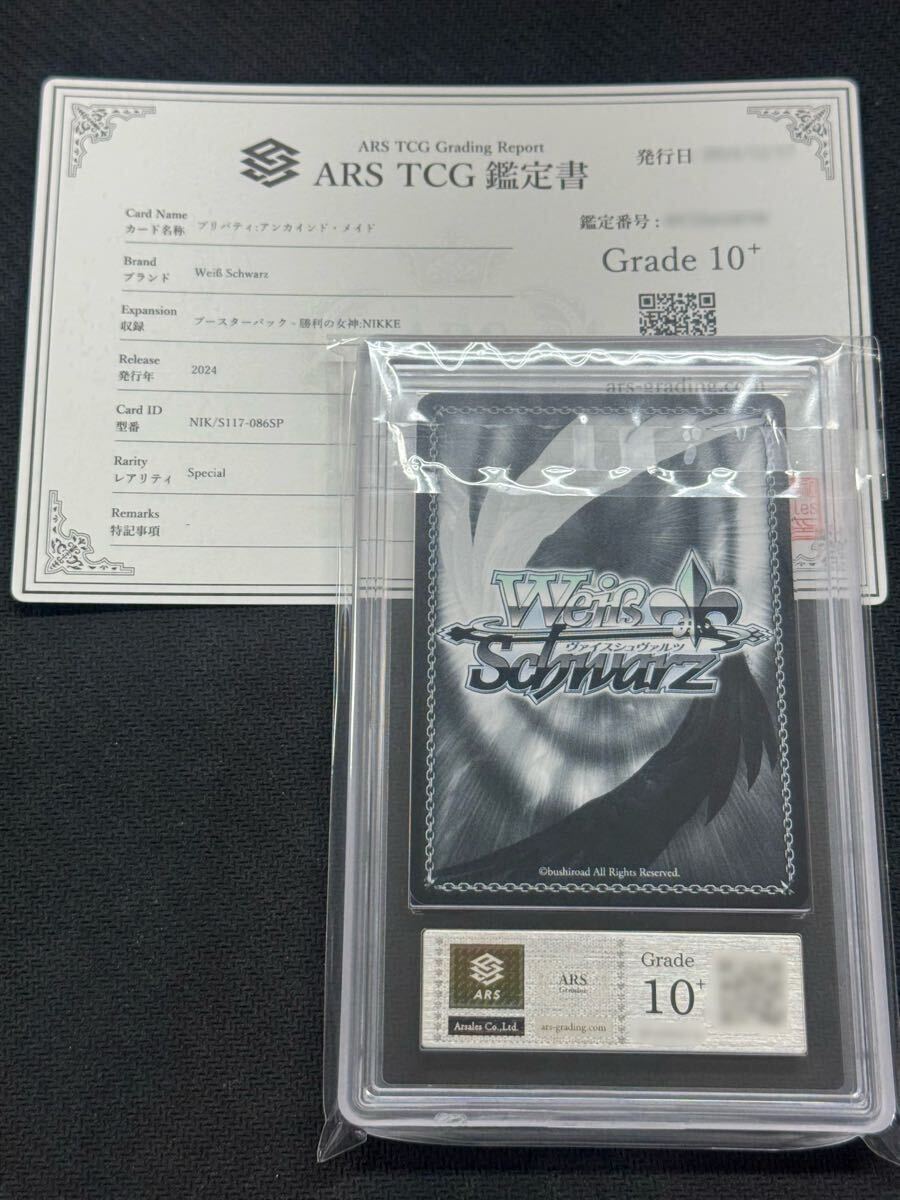 ARS TCG Grading Report
ARS TCG 鑑定書
発行日
鑑定番号 :
Grade 10+
Card Name
カード名称 プリバティ:アンカインド・メイド
Brand
ブランド Weiß Schwarz
Expansion
収録 ブースターパック - 勝利の女神:NIKKE
Release
発行年 2024
ars-grading.com
Card ID
型番 NIK/S117-086SP
Rarity
レアリティ Special
Remarks
特記事項 -
Weiß
ヴァイスシュヴァルツ
Schwarz
©bushiroad All Rights Reserved.
ARS
Arsales Co.,Ltd.
ARS
Grading
ars-grading.com
Grade
10+